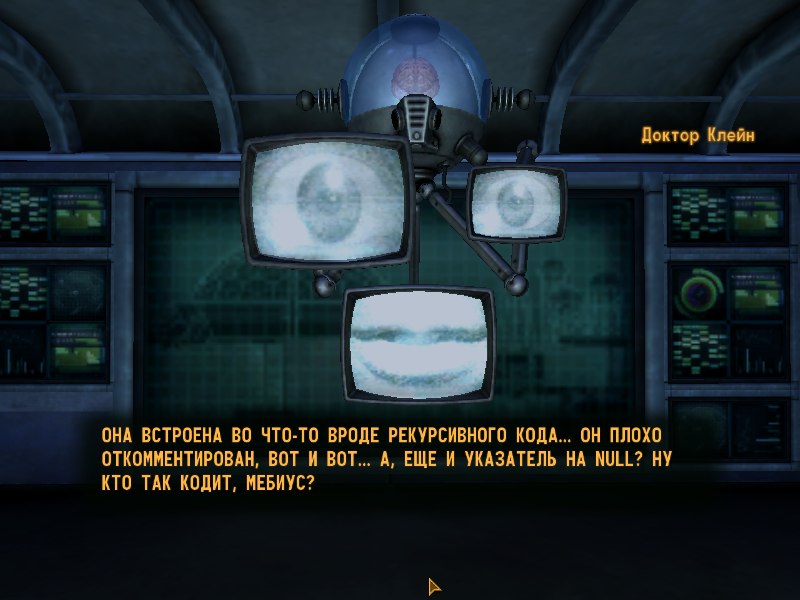 Доктор Клейн
ОНА ВСТРОЕНА ВО ЧТО-ТО ВРОДЕ РЕКУРСИВНОГО КОДА... ОН ПЛОХО
ОТКОММЕНТИРОВАН, ВОТ И ВОТ... А, ЕЩЕ И УКАЗАТЕЛЬ НА NULL? НУ
КТО ТАК КОДИТ, МЕБИУС?